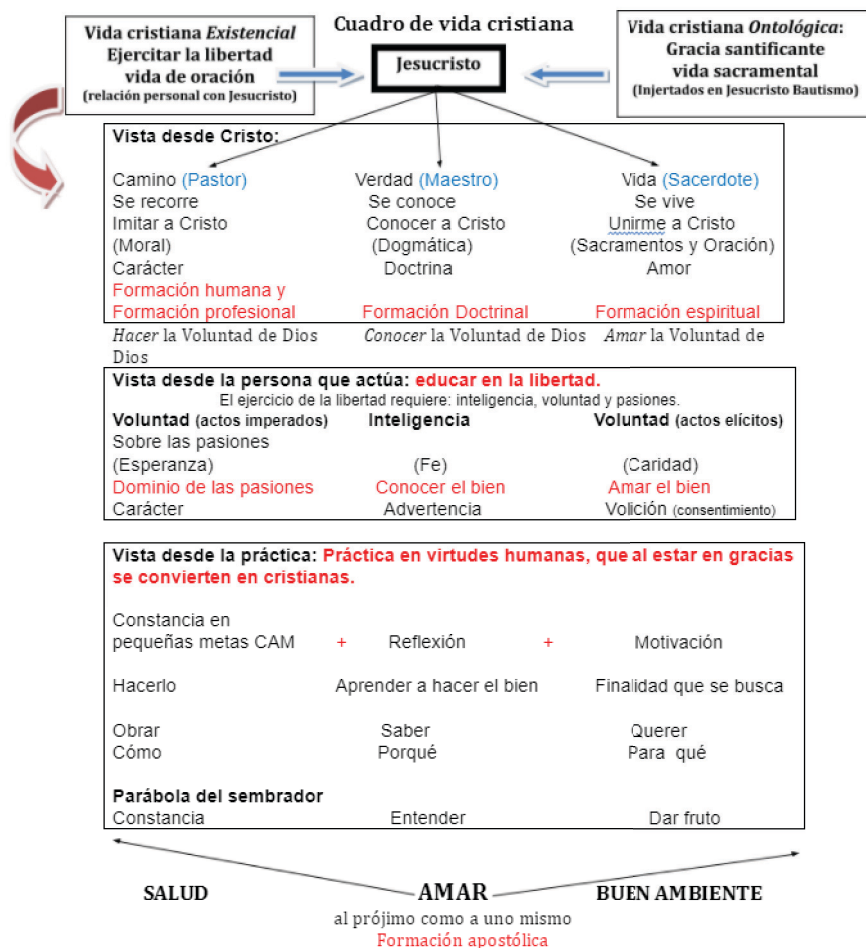 Cuadro de vida cristiana
Vida cristiana Existencial
Ejercitar la libertad
vida de oración
(relación personal con Jesucristo)
Jesucristo
Vida cristiana Ontológica:
Gracia santificante
vida sacramental
(Injertados en Jesucristo Bautismo)
Vista desde Cristo:
Camino (Pastor) Verdad (Maestro) Vida (Sacerdote)
Se recorre Se conoce Se vive
Imitar a Cristo Conocer a Cristo Unirme a Cristo
(Moral) (Dogmática) (Sacramentos y Oración)
Carácter Doctrina Amor
Formación humana y
Formación profesional Formación Doctrinal Formación espiritual
Hacer la Voluntad de Dios Conocer la Voluntad de Dios Amar la Voluntad de
Dios
Vista desde la persona que actúa: educar en la libertad.
El ejercicio de la libertad requiere: inteligencia, voluntad y pasiones.
Voluntad (actos imperados) Inteligencia Voluntad (actos elícitos)
Sobre las pasiones
(Esperanza) (Fe) (Caridad)
Dominio de las pasiones Conocer el bien Amar el bien
Carácter Advertencia Volición (consentimiento)
Vista desde la práctica: Práctica en virtudes humanas, que al estar en gracias
se convierten en cristianas.
Constancia en
pequeñas metas CAM + Reflexión + Motivación
Hacerlo Aprender a hacer el bien Finalidad que se busca
Obrar Saber Querer
Cómo Porqué Para qué
Parábola del sembrador
Constancia Entender Dar fruto
SALUD AMAR BUEN AMBIENTE
al prójimo como a uno mismo
Formación apostólica